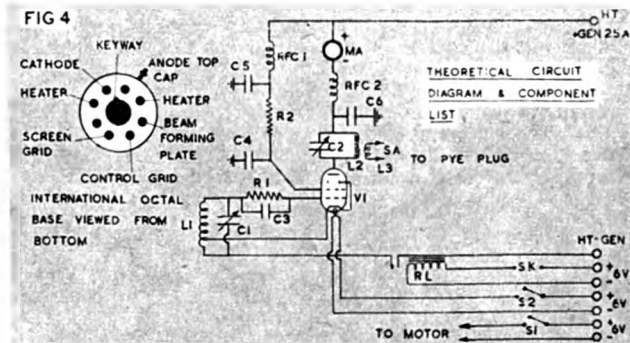 FIG 4
KEYWAY
CATHODE
ANODE TOP
CAP
HEATER
HEATER
SCREEN
GRID
BEAM
FORMING
PLATE
CONTROL GRID
INTERNATIONAL OCTAL
BASE VIEWED FROM
BOTTOM
RFC 1
C5
R2
C4
R1
C3
L1
C1
+
MA
-
RFC 2
C6
C2
L2
SA
L3
TO PYE PLUG
V1
HT
+GEN 25A
THEORETICAL CIRCUIT
DIAGRAM & COMPONENT
LIST
HT-GEN
RL
SK
+
6V
-
S2
+
6V
-
S1
+
6V
-
TO MOTOR